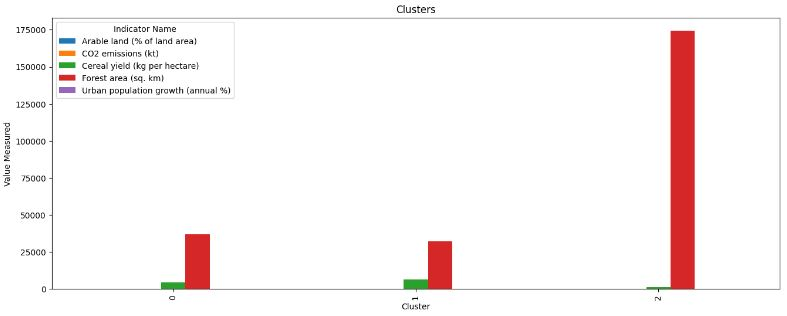 Clusters
Indicator Name
Arable land (% of land area)
CO2 emissions (kt)
Cereal yield (kg per hectare)
Forest area (sq. km)
Urban population growth (annual %)
Value Measured
175000
150000
125000
100000
75000
50000
25000
0
0
1
2
Cluster